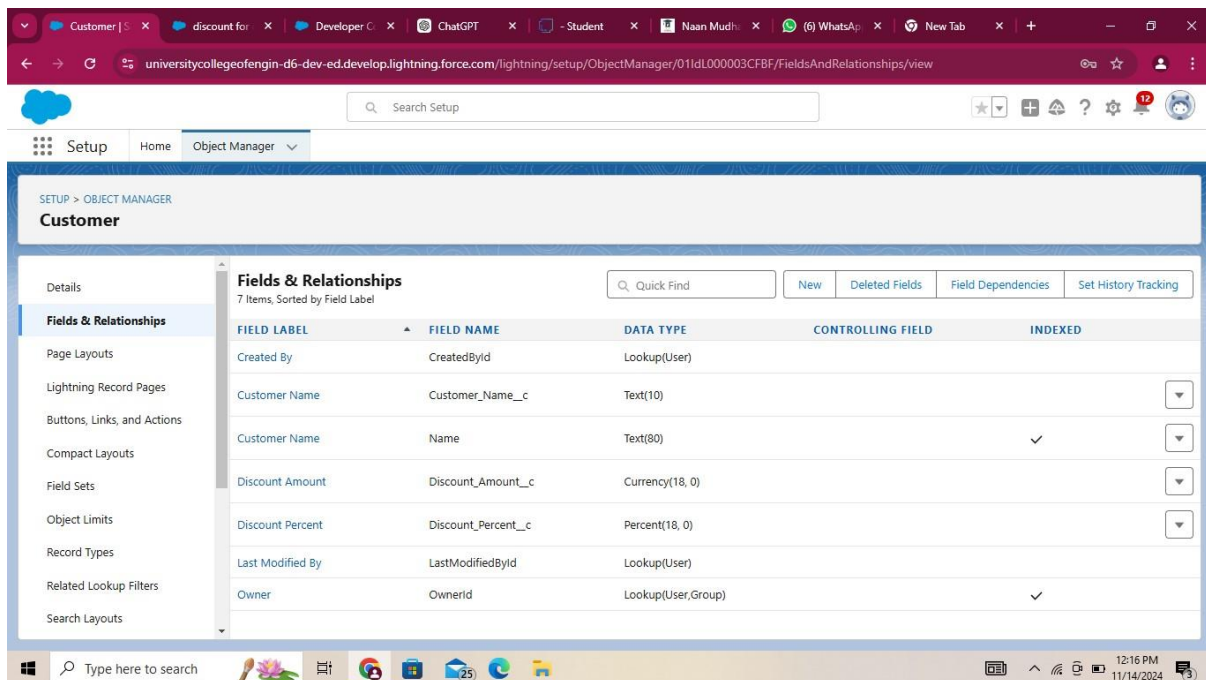 Customer | S
discount for
Developer C
ChatGPT
- Student
Naan Mudh
(6) WhatsAp
New Tab
universitycollegeofengin-d6-dev-ed.develop.lightning.force.com/lightning/setup/ObjectManager/01IdL000003CFBF/FieldsAndRelationships/view
Search Setup
12
Setup Home Object Manager
SETUP > OBJECT MANAGER
Customer
Details
Fields & Relationships
Page Layouts
Lightning Record Pages
Buttons, Links, and Actions
Compact Layouts
Field Sets
Object Limits
Record Types
Related Lookup Filters
Search Layouts
Fields & Relationships
7 Items, Sorted by Field Label
Quick Find New Deleted Fields Field Dependencies Set History Tracking
FIELD LABEL FIELD NAME DATA TYPE CONTROLLING FIELD INDEXED
Created By CreatedById Lookup(User)
Customer Name Customer_Name__c Text(10)
Customer Name Name Text(80)
Discount Amount Discount_Amount__c Currency(18, 0)
Discount Percent Discount_Percent__c Percent(18, 0)
Last Modified By LastModifiedById Lookup(User)
Owner OwnerId Lookup(User,Group)
Type here to search
25
12:16 PM
11/14/2024
3